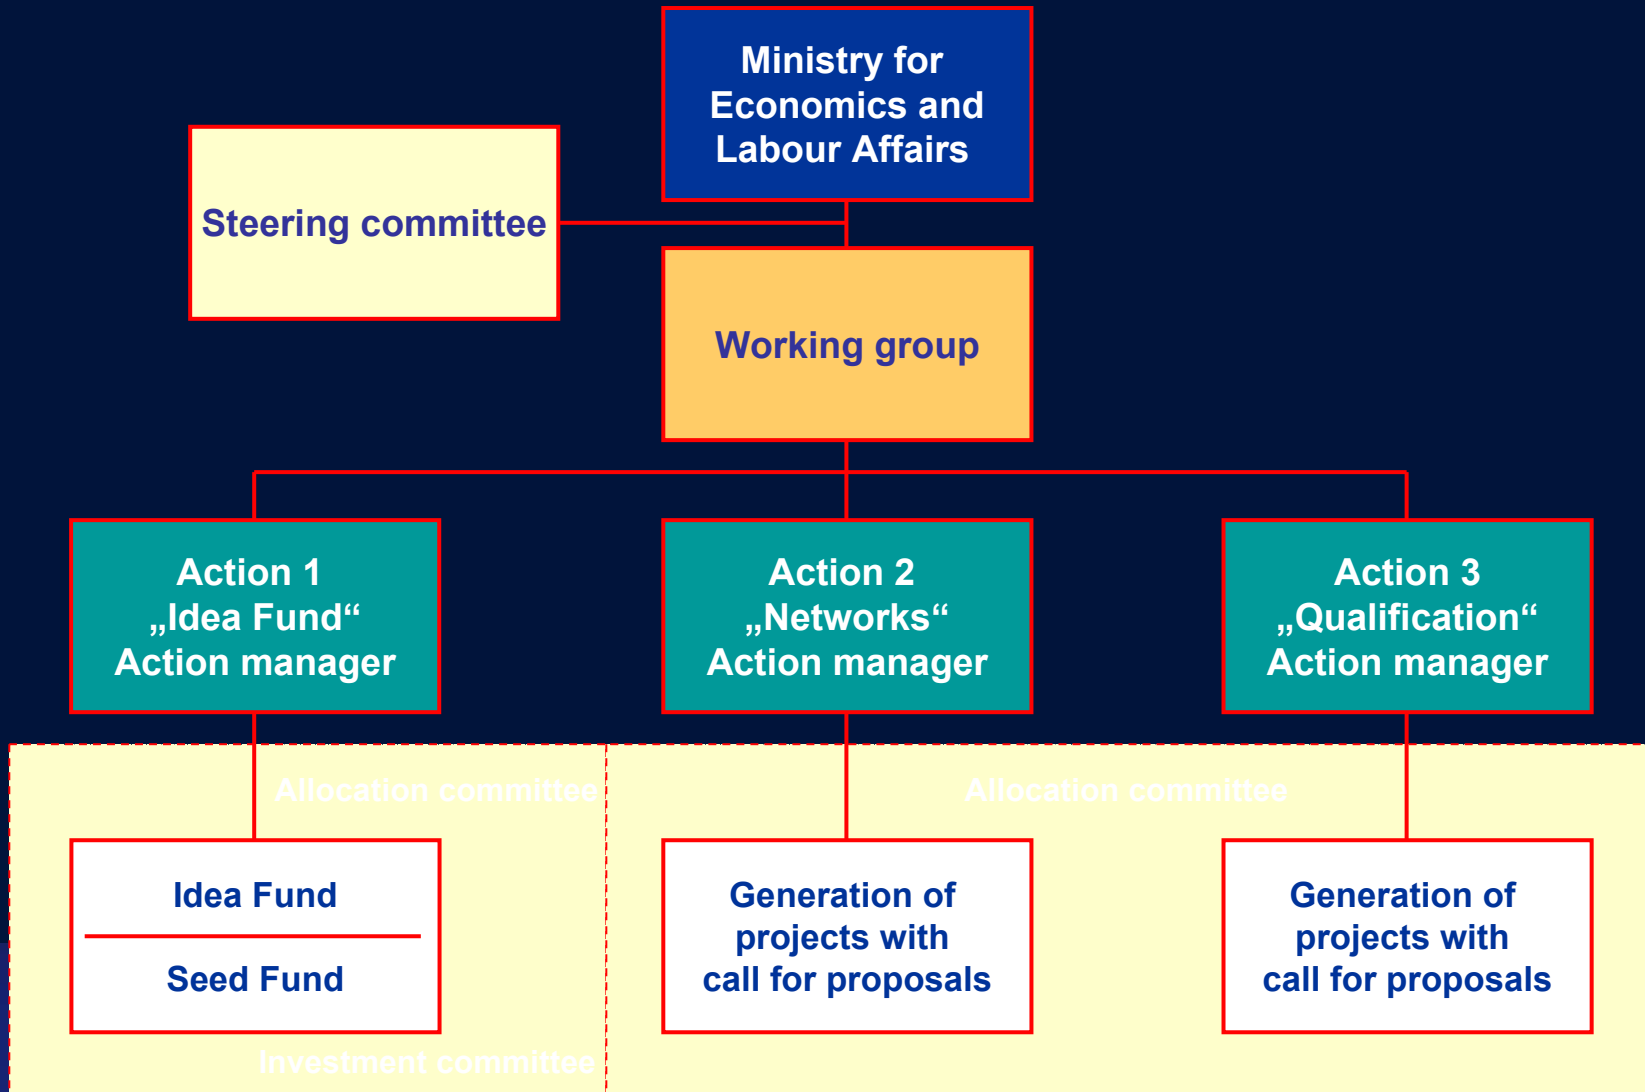 Ministry for
Economics and
Labour Affairs
Steering committee
Working group
Action 1
„Idea Fund“
Action manager
Action 2
„Networks“
Action manager
Action 3
„Qualification“
Action manager
Allocation committee
Allocation committee
Idea Fund
Seed Fund
Generation of
projects with
call for proposals
Generation of
projects with
call for proposals
Investment committee